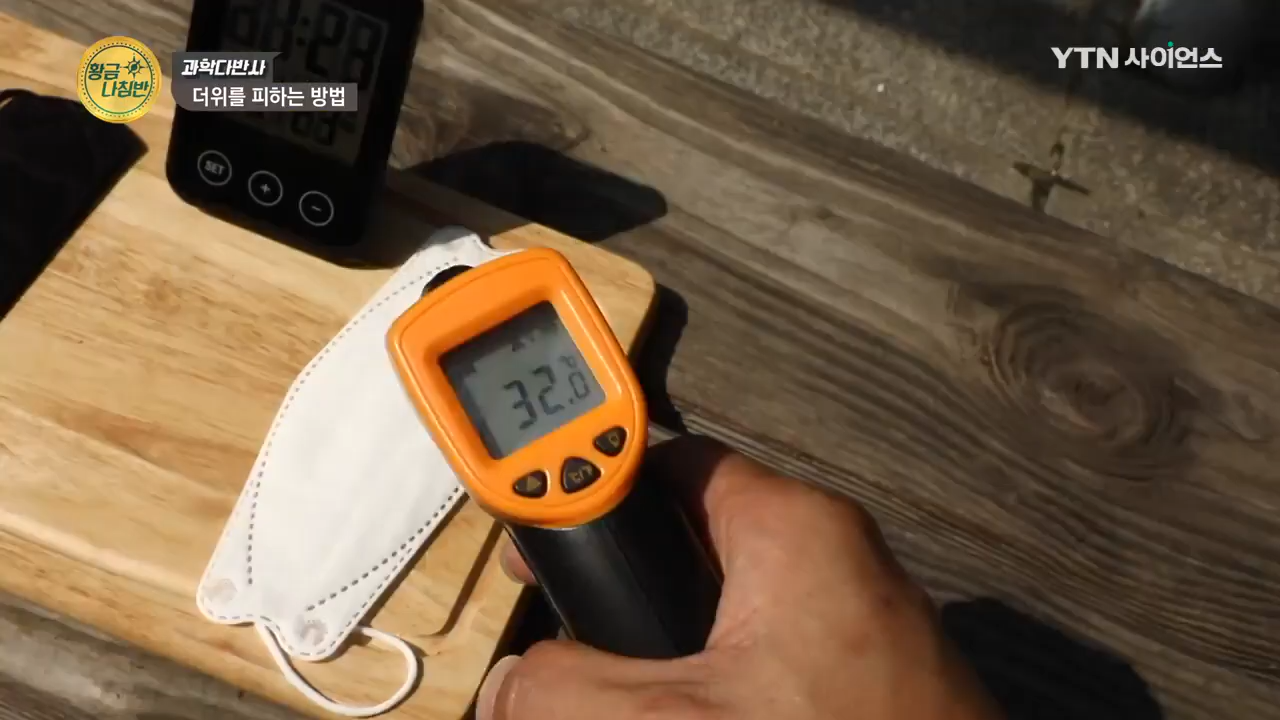 황금
나침반
과학다반사
더위를 피하는 방법
YTN 사이언스
SET
+
−
32.
°C/°F